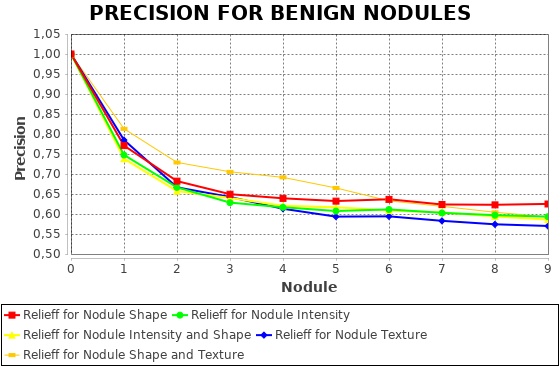 PRECISION FOR BENIGN NODULES
1,05
1,00
0,95
0,90
0,85
0,80
0,75
0,70
0,65
0,60
0,55
0,50
Precision
0 1 2 3 4 5 6 7 8 9
Nodule
Relieff for Nodule Shape Relieff for Nodule Intensity
Relieff for Nodule Intensity and Shape Relieff for Nodule Texture
Relieff for Nodule Shape and Texture